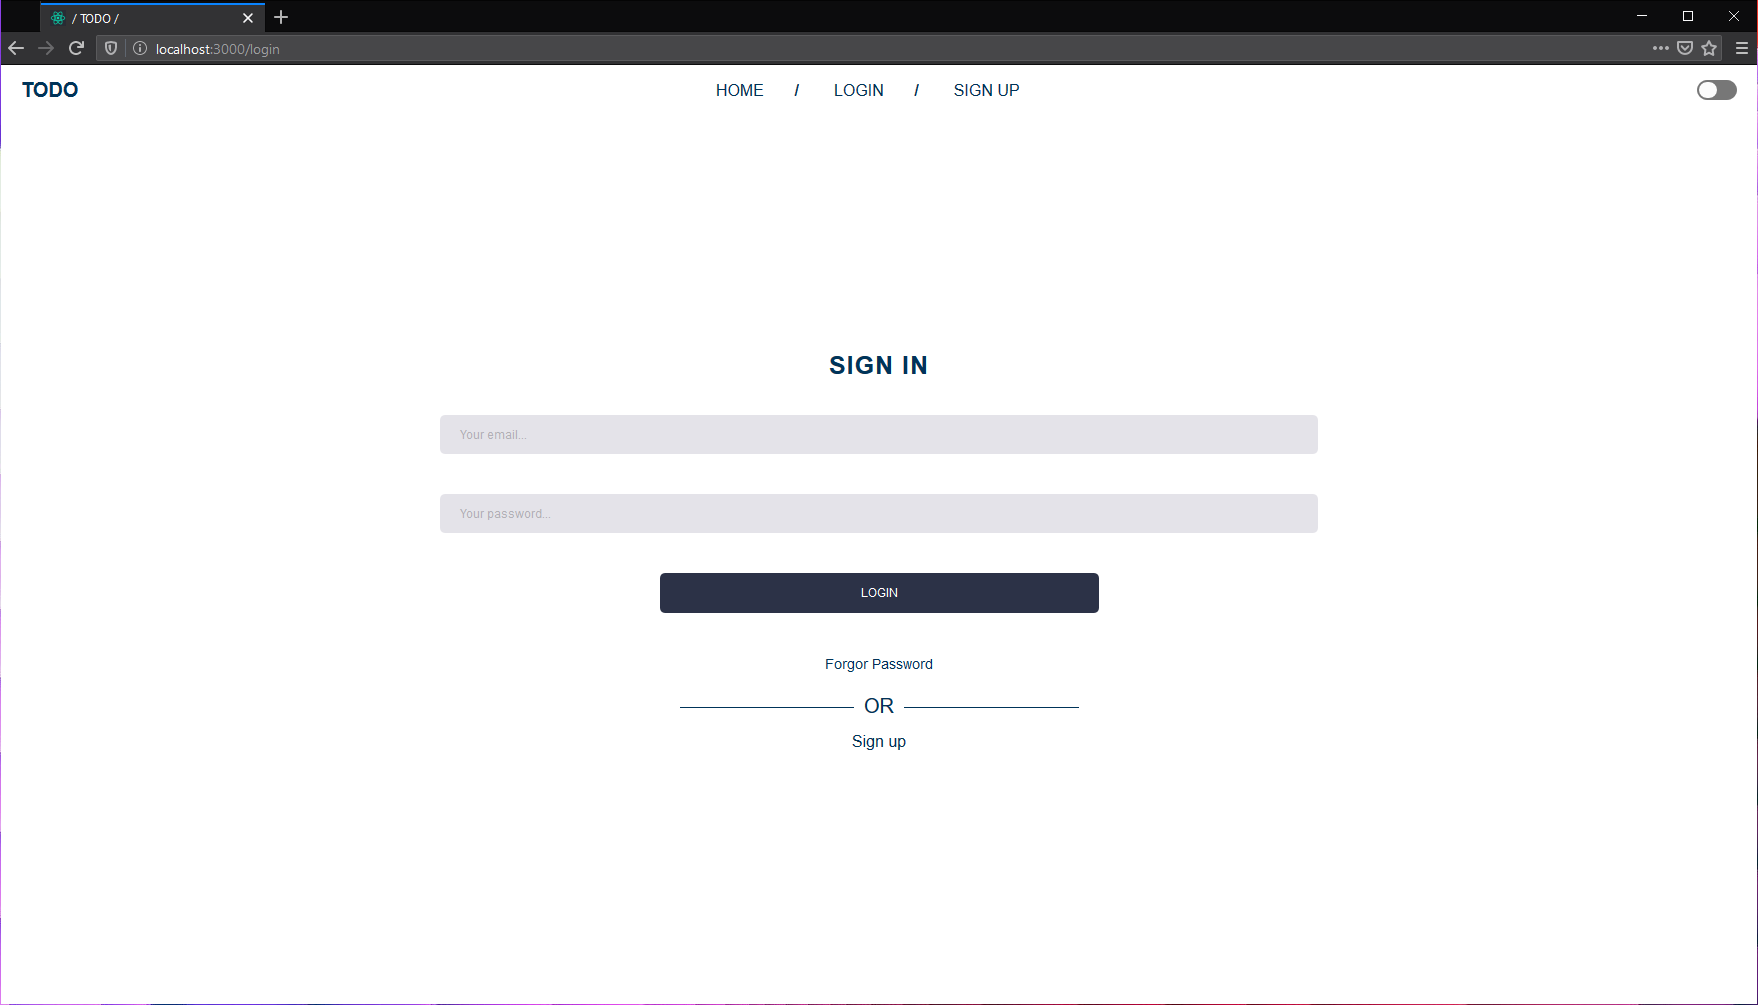 / TODO /
localhost:3000/login
TODO HOME / LOGIN / SIGN UP
SIGN IN
Your email...
Your password...
LOGIN
Forgor Password
OR
Sign up